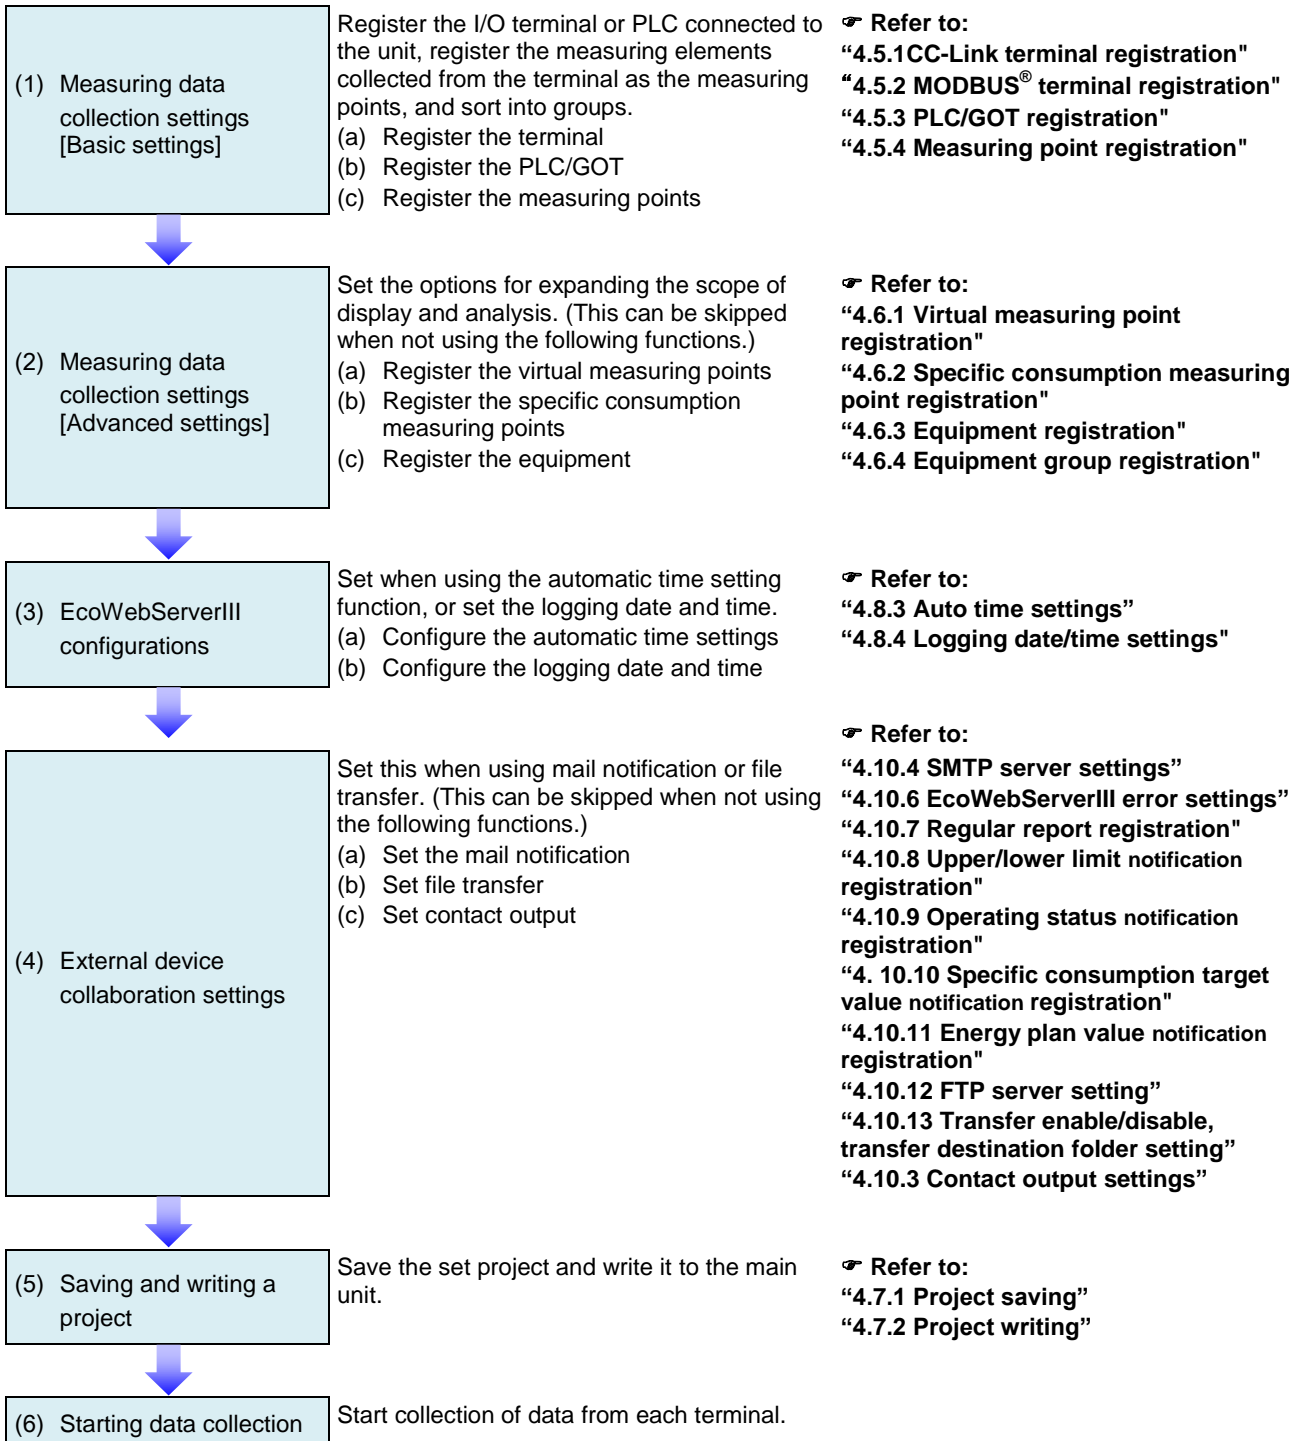 (1) Measuring data
collection settings
[Basic settings]
Register the I/O terminal or PLC connected to
the unit, register the measuring elements
collected from the terminal as the measuring
points, and sort into groups.
(a) Register the terminal
(b) Register the PLC/GOT
(c) Register the measuring points
☞ Refer to:
“4.5.1CC-Link terminal registration"
“4.5.2 MODBUS® terminal registration"
“4.5.3 PLC/GOT registration"
“4.5.4 Measuring point registration"
(2) Measuring data
collection settings
[Advanced settings]
Set the options for expanding the scope of
display and analysis. (This can be skipped
when not using the following functions.)
(a) Register the virtual measuring points
(b) Register the specific consumption
measuring points
(c) Register the equipment
☞ Refer to:
“4.6.1 Virtual measuring point
registration"
“4.6.2 Specific consumption measuring
point registration"
“4.6.3 Equipment registration"
“4.6.4 Equipment group registration"
(3) EcoWebServerIII
configurations
Set when using the automatic time setting
function, or set the logging date and time.
(a) Configure the automatic time settings
(b) Configure the logging date and time
☞ Refer to:
“4.8.3 Auto time settings”
“4.8.4 Logging date/time settings"
(4) External device
collaboration settings
Set this when using mail notification or file
transfer. (This can be skipped when not using
the following functions.)
(a) Set the mail notification
(b) Set file transfer
(c) Set contact output
☞ Refer to:
“4.10.4 SMTP server settings”
“4.10.6 EcoWebServerIII error settings”
“4.10.7 Regular report registration"
“4.10.8 Upper/lower limit notification
registration"
“4.10.9 Operating status notification
registration"
“4. 10.10 Specific consumption target
value notification registration"
“4.10.11 Energy plan value notification
registration"
“4.10.12 FTP server setting”
“4.10.13 Transfer enable/disable,
transfer destination folder setting”
“4.10.3 Contact output settings”
(5) Saving and writing a
project
Save the set project and write it to the main
unit.
☞ Refer to:
“4.7.1 Project saving”
“4.7.2 Project writing”
(6) Starting data collection
Start collection of data from each terminal.